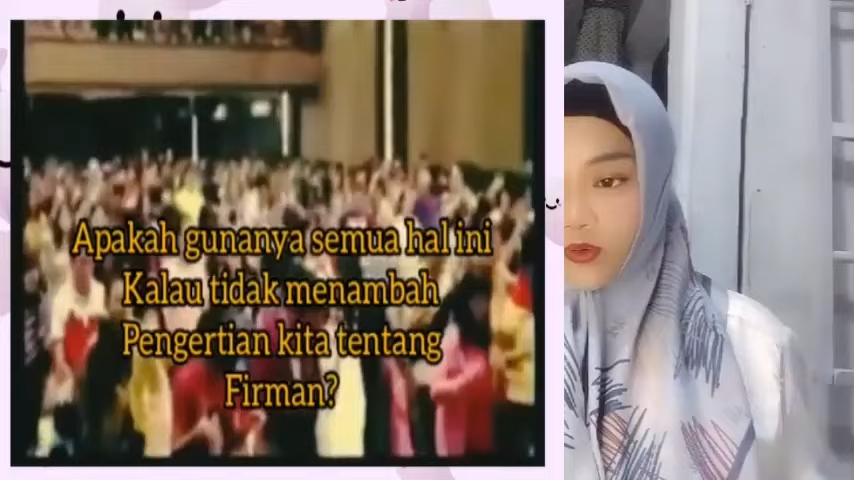 Apakah gunanya semua hal ini
Kalau tidak menambah
Pengertian kita tentang
Firman?